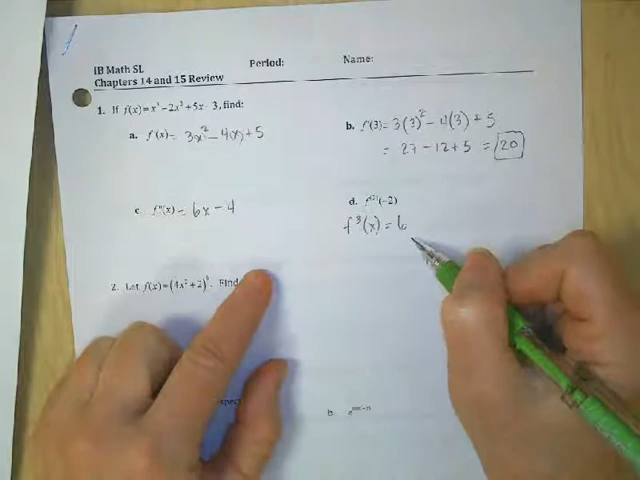 IB Math SL Period: Name:
Chapters 14 and 15 Review
1. If f(x)=x³-2x²+5x-3, find:
a. f'(x)= 3x²-4(x)+5
b. f'(3)= 3(3)²-4(3)+5
= 27-12+5 = 20
c. f"(x)= 6x-4
d. f⁽³⁾(-2)
f³(x)=6
2. Let f(x)=(4x²+2) . Find
b.